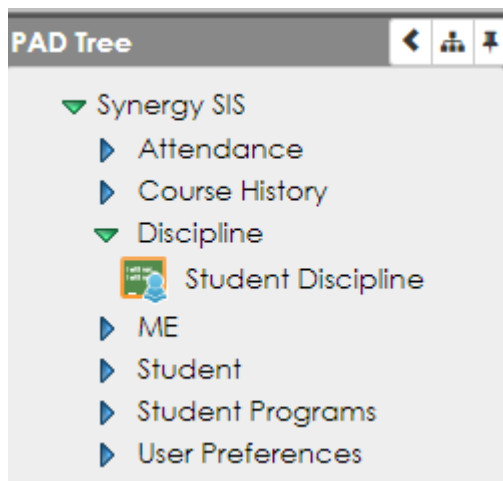 PAD Tree
Synergy SIS
Attendance
Course History
Discipline
Student Discipline
ME
Student
Student Programs
User Preferences